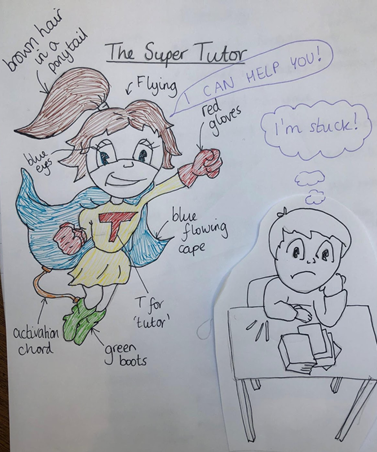 The Super Tutor
brown hair
in a
ponytail
Flying
I CAN HELP YOU!
red
gloves
I'm stuck!
blue
eyes
T
blue
flowing
cape
T for
'tutor'
activation
chord
green
boots